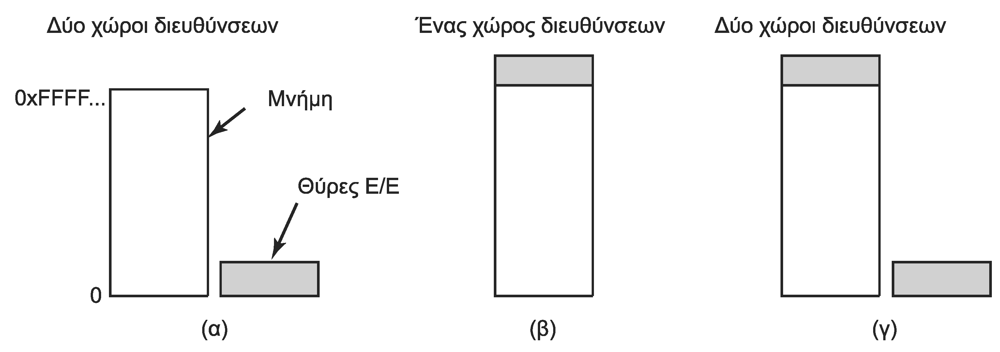 Δύο χώροι διευθύνσεων
Ένας χώρος διευθύνσεων
Δύο χώροι διευθύνσεων
0xFFFF...
Μνήμη
Θύρες Ε/Ε
0
(α)
(β)
(γ)